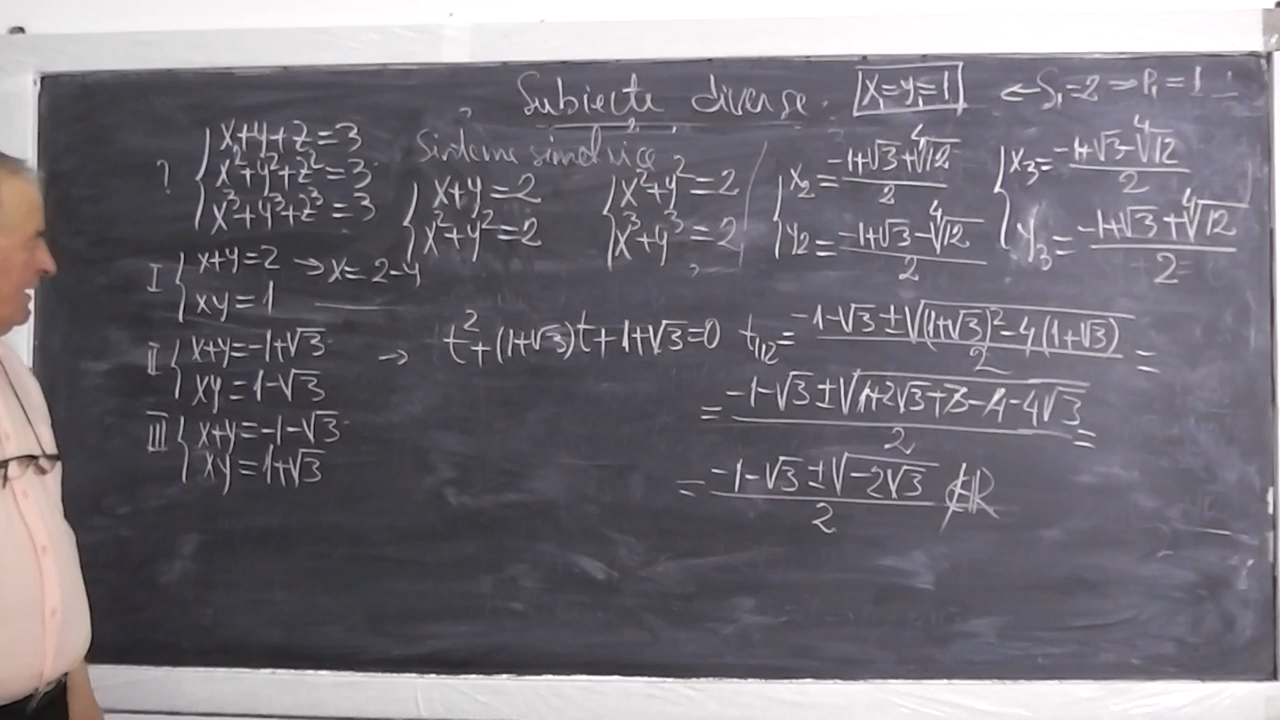 Subiecte diverse. x₁=y₁=1 ← S₁=2 ⇒ P₁=1
Sisteme simetrice
? { x+y+z=3
x²+y²+z²=3
x³+y³+z³=3
{ x+y=2
x²+y²=2
{ x²+y²=2
x³+y³=2
{ x₂=(-1+√3+∜12)/2
y₂=(-1+√3-∜12)/2
{ x₃=(-1+√3-∜12)/2
y₃=(-1+√3+∜12)/2
I { x+y=2 → x=2-y
xy=1
II { x+y=-1+√3
xy=1-√3
III { x+y=-1-√3
xy=1+√3
→ t²+(1+√3)t+1+√3=0 t₁,₂=(-1-√3±√((1+√3)²-4(1+√3)))/2=
=(-1-√3±√(1+2√3+3-4-4√3))/2=
=(-1-√3±√(-2√3))/2 ∉ℝ